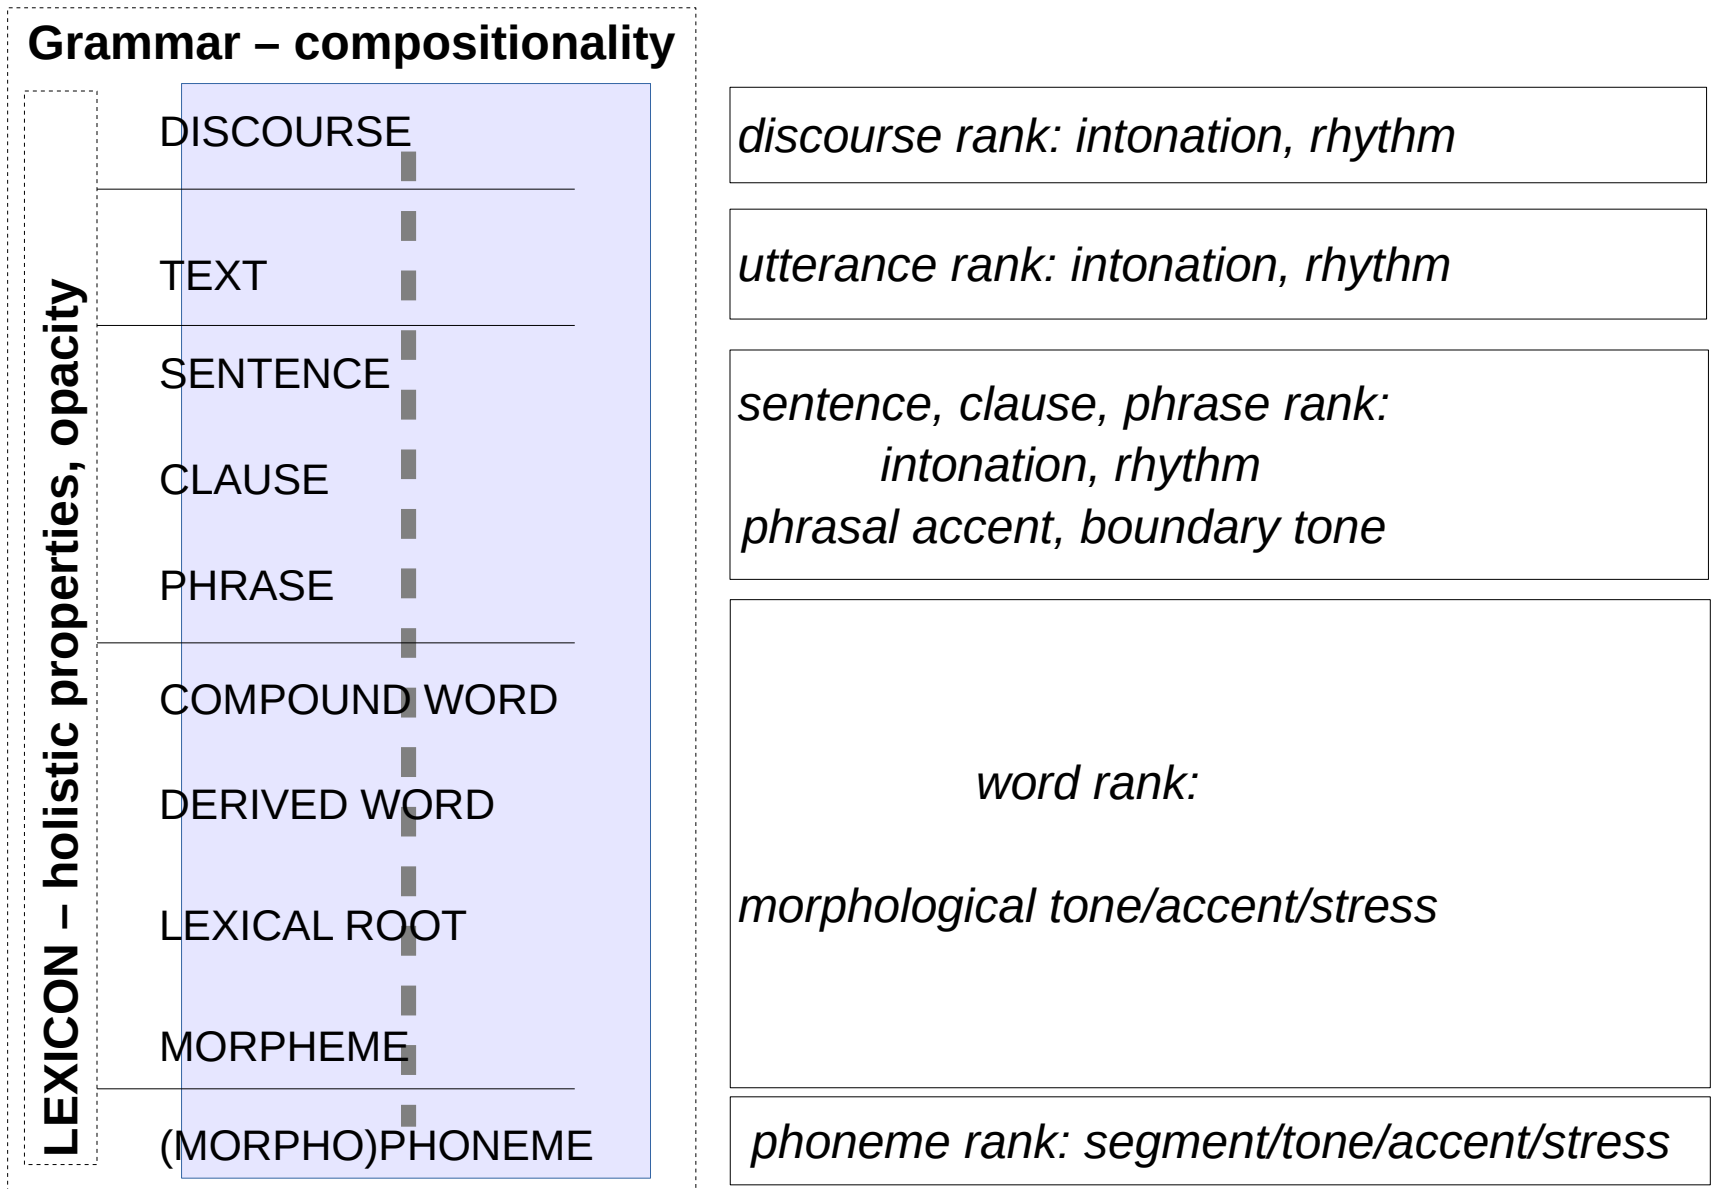 Grammar – compositionality
LEXICON – holistic properties, opacity
DISCOURSE
TEXT
SENTENCE
CLAUSE
PHRASE
COMPOUND WORD
DERIVED WORD
LEXICAL ROOT
MORPHEME
(MORPHO)PHONEME
discourse rank: intonation, rhythm
utterance rank: intonation, rhythm
sentence, clause, phrase rank:
intonation, rhythm
phrasal accent, boundary tone
word rank:
morphological tone/accent/stress
phoneme rank: segment/tone/accent/stress